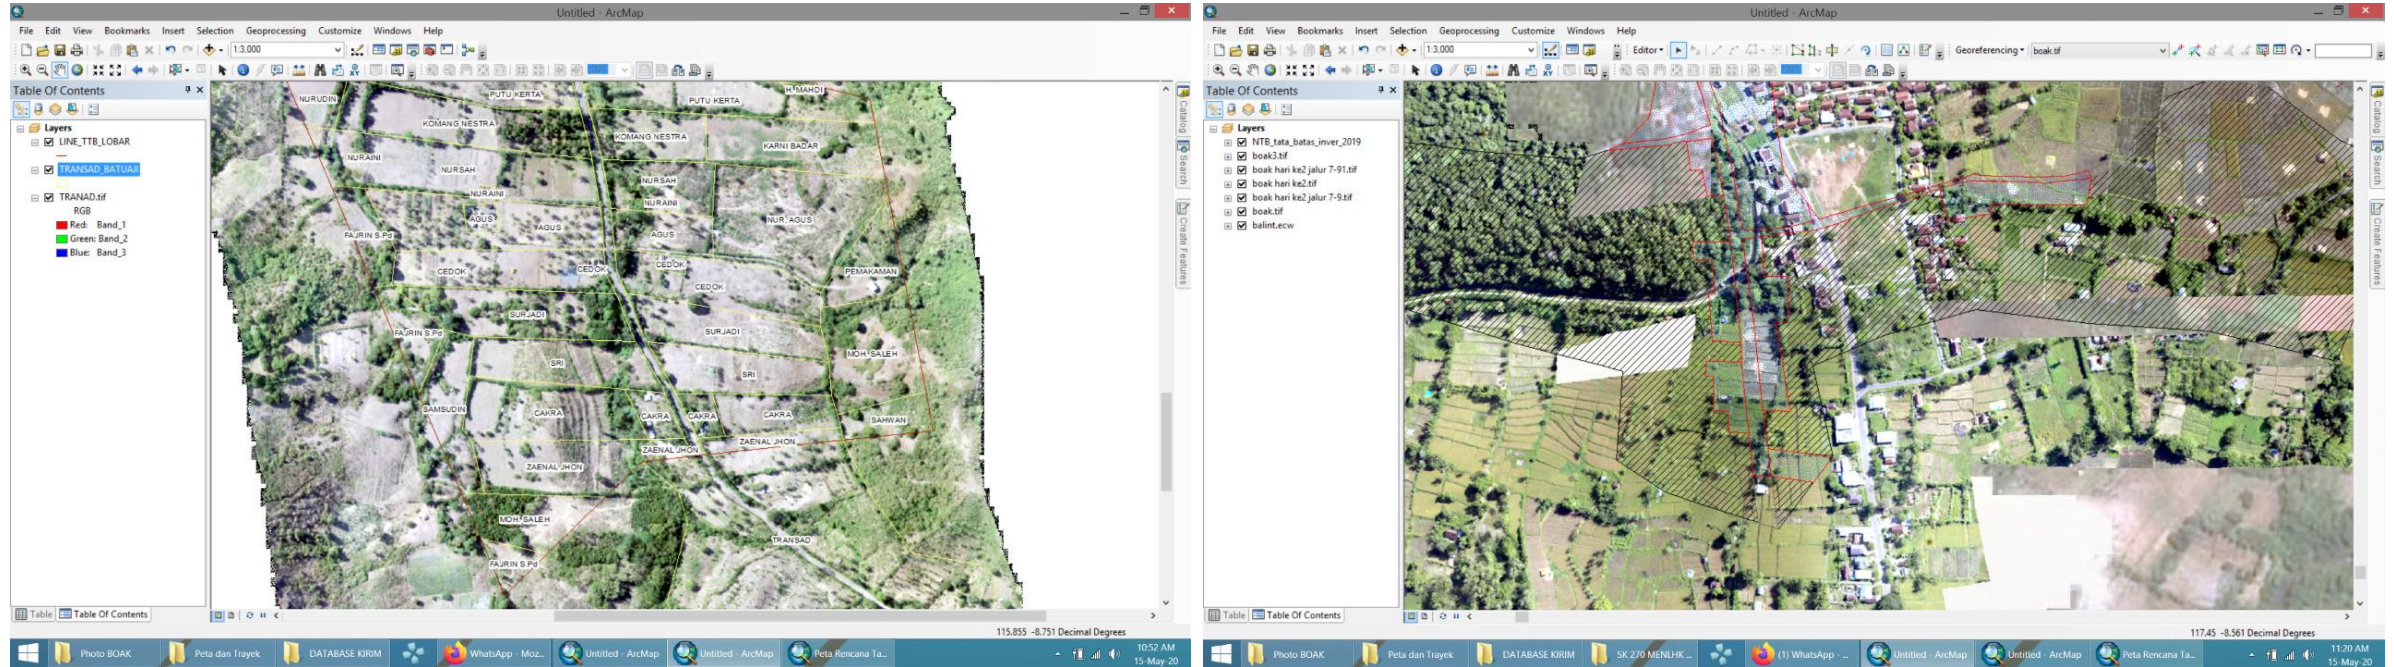 Untitled - ArcMap
File Edit View Bookmarks Insert Selection Geoprocessing Customize Windows Help
1:3,000
Table Of Contents
Layers
LINE_TTB_LOBAR
TRANSAD_BATUAJI
TRANAD.tif
RGB
Red: Band_1
Green: Band_2
Blue: Band_3
Catalog
Search
Create Features
NURUDIN
PUTU KERTA
PUTU KERTA
H. MAHDI
KOMANG NESTRA
KOMANG NESTRA
KARNI BADAR
NURAINI
NURSAH
NURSAH
NURAINI
NURAINI
AGUS
AGUS
AGUS
NUR, AGUS
FAJRIN S.Pd
CEDOK
CEDOK
CEDOK
CEDOK
PEMAKAMAN
SURJADI
SURJADI
FAJRIN S.Pd
MOH. SALEH
SRI
SRI
SAMSUDIN
CAKRA
CAKRA
CAKRA
CAKRA
SAHWAN
ZAENAL JHON
ZAENAL JHON
ZAENAL JHON
MOH. SALEH
TRANSAD
FAJRIN S.Pd
Table Table Of Contents
115.855 -8.751 Decimal Degrees
Photo BOAK Peta dan Trayek DATABASE KIRIM WhatsApp - Moz... Untitled - ArcMap Untitled - ArcMap Peta Rencana Ta...
10:52 AM
15-May-20
Untitled - ArcMap
File Edit View Bookmarks Insert Selection Geoprocessing Customize Windows Help
1:3,000 Editor Georeferencing boak.tif
Table Of Contents
Layers
NTB_tata_batas_inver_2019
boak3.tif
boak hari ke2 jalur 7-91.tif
boak hari ke2.tif
boak hari ke2 jalur 7-9.tif
boak.tif
balint.ecw
Catalog
Search
Create Features
Table Table Of Contents
117.45 -8.561 Decimal Degrees
Photo BOAK Peta dan Trayek DATABASE KIRIM SK 270 MENLHK ... (1) WhatsApp - ... Untitled - ArcMap Untitled - ArcMap Peta Rencana Ta...
11:20 AM
15-May-20